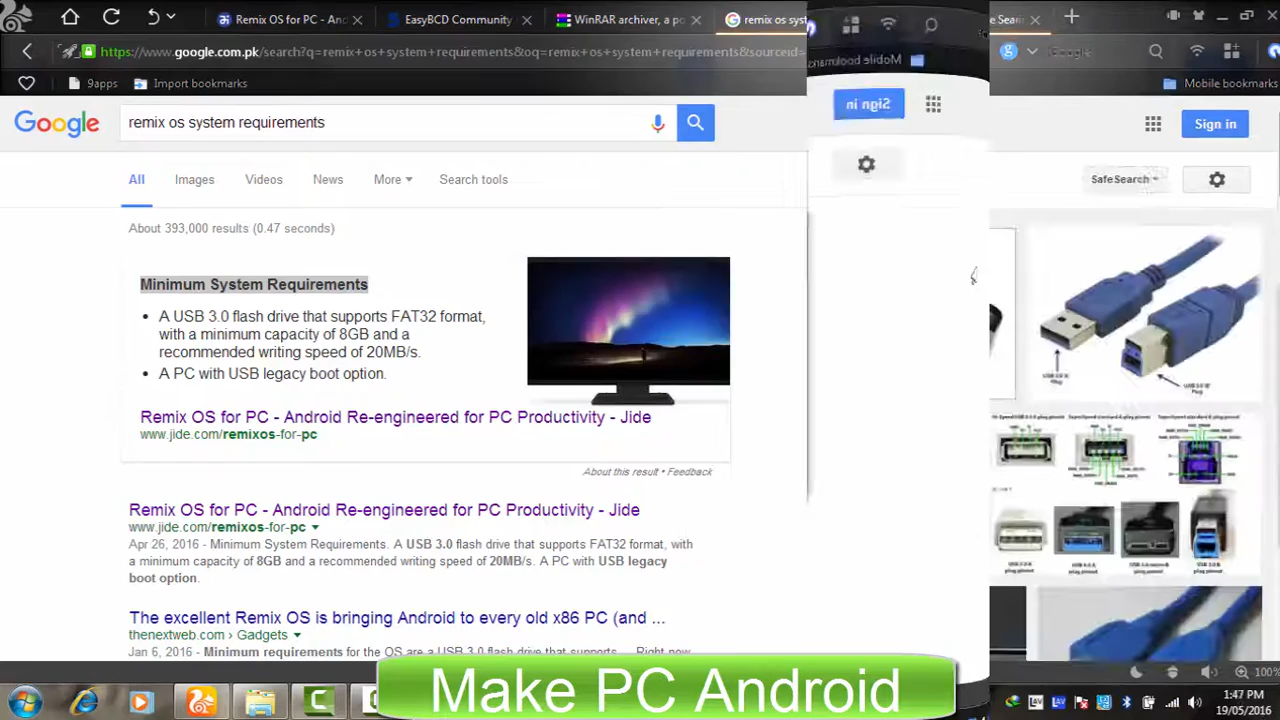 Remix OS for PC - An
EasyBCD Community
WinRAR archiver, a po
remix os syst
e Sear
https://www.google.com.pk/search?q=remix+os+system+requirements&oq=remix+os+system+requirements&sourceid=
Google
9apps
Import bookmarks
Mobile bookmarks
Mobile bookmarks
Google
remix os system requirements
Sign in
Sign in
All
Images
Videos
News
More
Search tools
SafeSearch
About 393,000 results (0.47 seconds)
Minimum System Requirements
• A USB 3.0 flash drive that supports FAT32 format,
with a minimum capacity of 8GB and a
recommended writing speed of 20MB/s.
• A PC with USB legacy boot option.
Remix OS for PC - Android Re-engineered for PC Productivity - Jide
www.jide.com/remixos-for-pc
About this result • Feedback
Remix OS for PC - Android Re-engineered for PC Productivity - Jide
www.jide.com/remixos-for-pc
Apr 26, 2016 - Minimum System Requirements. A USB 3.0 flash drive that supports FAT32 format, with
a minimum capacity of 8GB and a recommended writing speed of 20MB/s. A PC with USB legacy
boot option.
The excellent Remix OS is bringing Android to every old x86 PC (and ...
thenextweb.com › Gadgets
Jan 6, 2016 - Minimum requirements for the OS are a USB 3.0 flash drive that supports... Right now
100%
Make PC Android
1:47 PM
19/05/2016